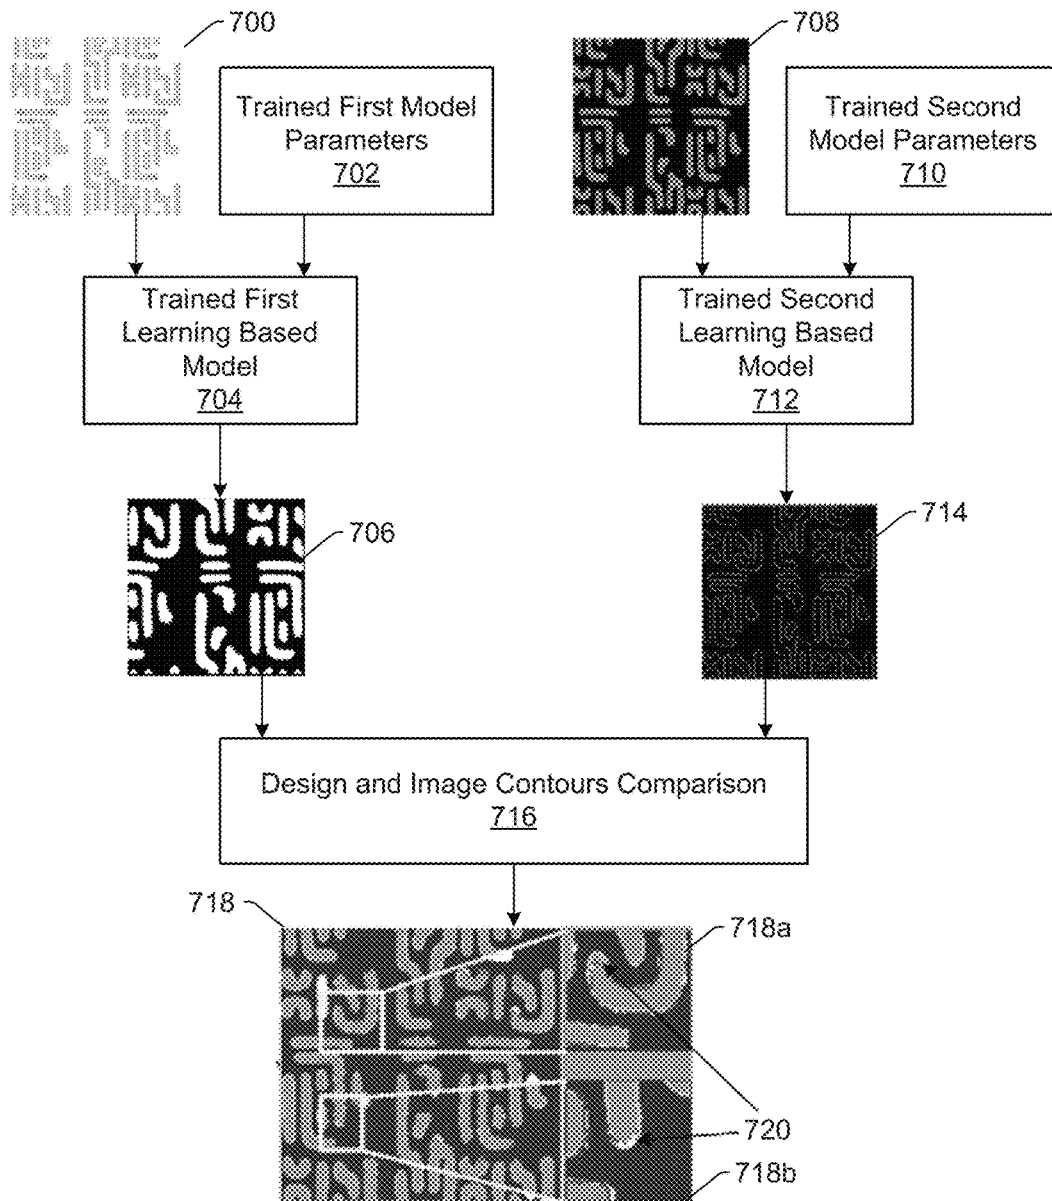 700
708
Trained First Model
Parameters
702
Trained Second
Model Parameters
710
Trained First
Learning Based
Model
704
Trained Second
Learning Based
Model
712
706
714
Design and Image Contours Comparison
716
718
718a
720
718b